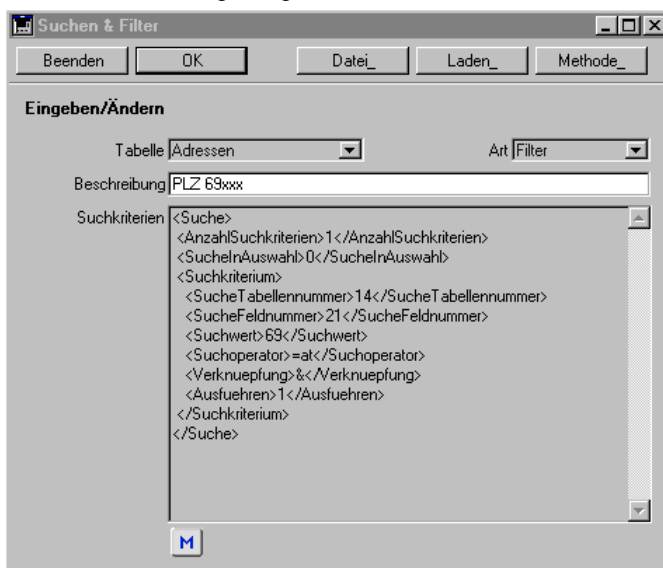 Suchen & Filter
Beenden OK Datei_ Laden_ Methode_
Eingeben/Ändern
Tabelle Adressen Art Filter
Beschreibung PLZ 69xxx
Suchkriterien <Suche>
<AnzahlSuchkriterien>1</AnzahlSuchkriterien>
<SucheInAuswahl>0</SucheInAuswahl>
<Suchkriterium>
<SucheTabellennummer>14</SucheTabellennummer>
<SucheFeldnummer>21</SucheFeldnummer>
<Suchwert>69</Suchwert>
<Suchoperator>=at</Suchoperator>
<Verknuepfung>&</Verknuepfung>
<Ausfuehren>1</Ausfuehren>
</Suchkriterium>
</Suche>
M